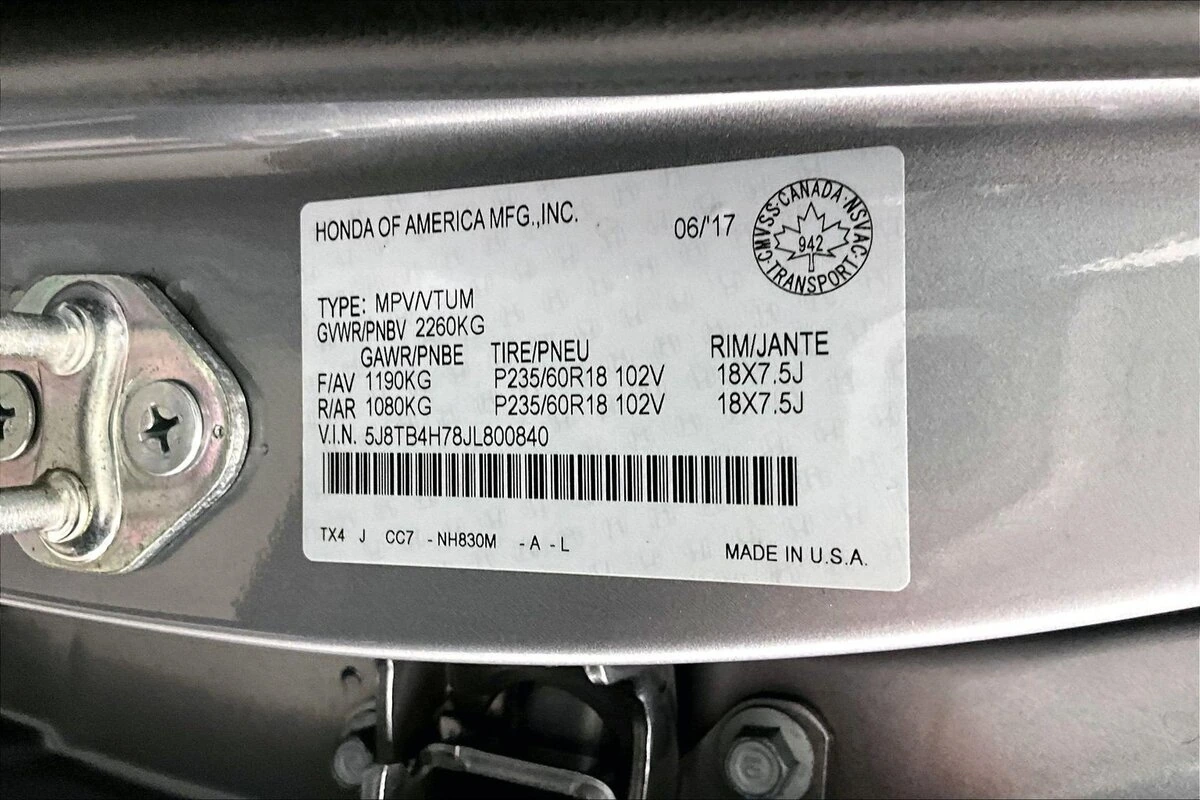 HONDA OF AMERICA MFG.,INC.
06/'17
CMVSS·CANADA·NSVAC·TRANSPORT
942
TYPE: MPV/VTUM
GVWR/PNBV 2260KG
GAWR/PNBE TIRE/PNEU RIM/JANTE
F/AV 1190KG P235/60R18 102V 18X7.5J
R/AR 1080KG P235/60R18 102V 18X7.5J
V.I.N. 5J8TB4H78JL800840
TX4 J CC7 -NH830M -A -L
MADE IN U.S.A.